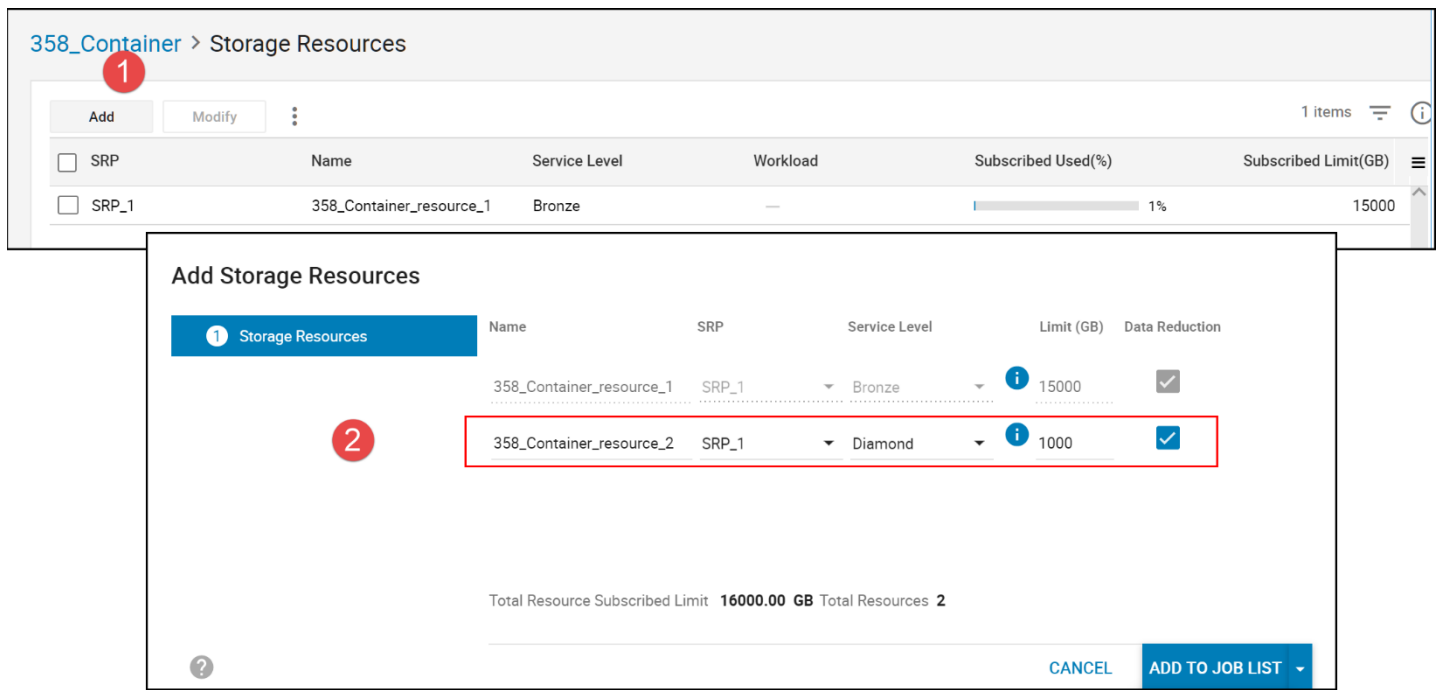 358_Container > Storage Resources
1
Add Modify 1 items
SRP Name Service Level Workload Subscribed Used(%) Subscribed Limit(GB)
SRP_1 358_Container_resource_1 Bronze — 1% 15000
Add Storage Resources
1 Storage Resources
Name SRP Service Level Limit (GB) Data Reduction
358_Container_resource_1 SRP_1 Bronze i 15000
2 358_Container_resource_2 SRP_1 Diamond i 1000
Total Resource Subscribed Limit 16000.00 GB Total Resources 2
? CANCEL ADD TO JOB LIST